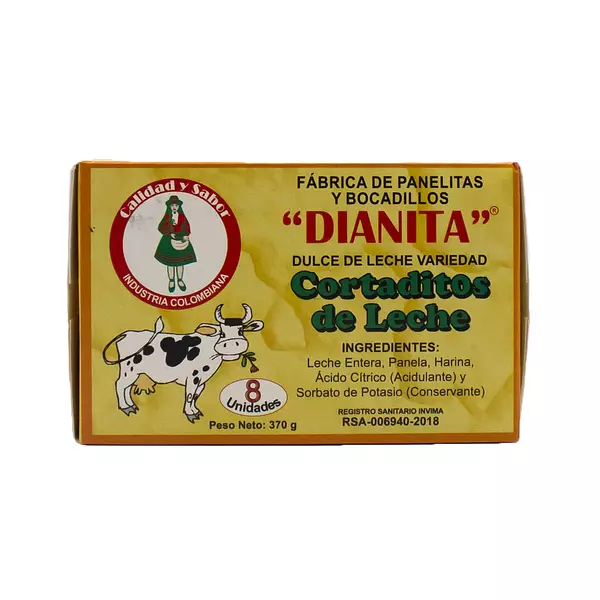 Calidad y Sabor
INDUSTRIA COLOMBIANA
FÁBRICA DE PANELITAS
Y BOCADILLOS
“DIANITA”®
DULCE DE LECHE VARIEDAD
Cortaditos
de Leche
INGREDIENTES:
Leche Entera, Panela, Harina,
Ácido Cítrico (Acidulante) y
Sorbato de Potasio (Conservante)
8
Unidades
Peso Neto: 370 g
REGISTRO SANITARIO INVIMA
RSA-006940-2018